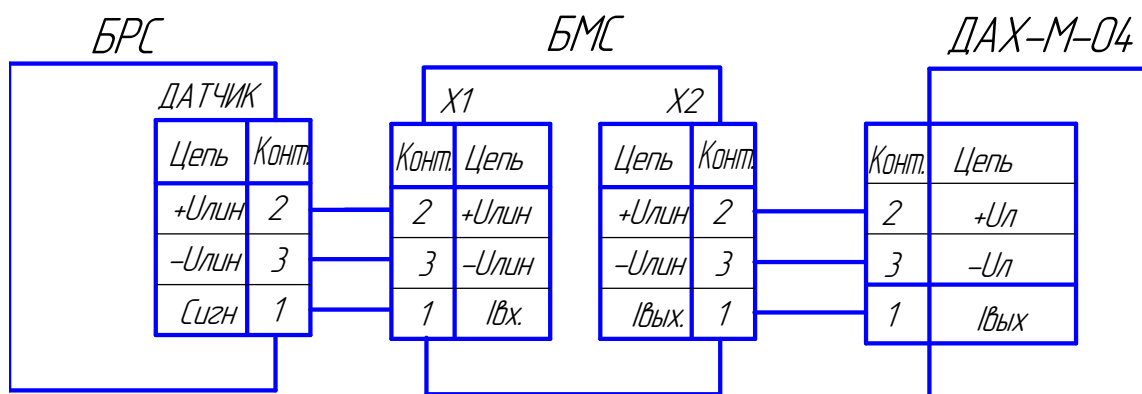 БРС БМС ДАХ-М-04
ДАТЧИК X1 X2
Цепь Конт. Конт. Цепь Цепь Конт. Конт. Цепь
+Uлин 2 2 +Uлин +Uлин 2 2 +Uл
-Uлин 3 3 -Uлин -Uлин 3 3 -Uл
Сигн 1 1 Iвх. Iвых. 1 1 Iвых